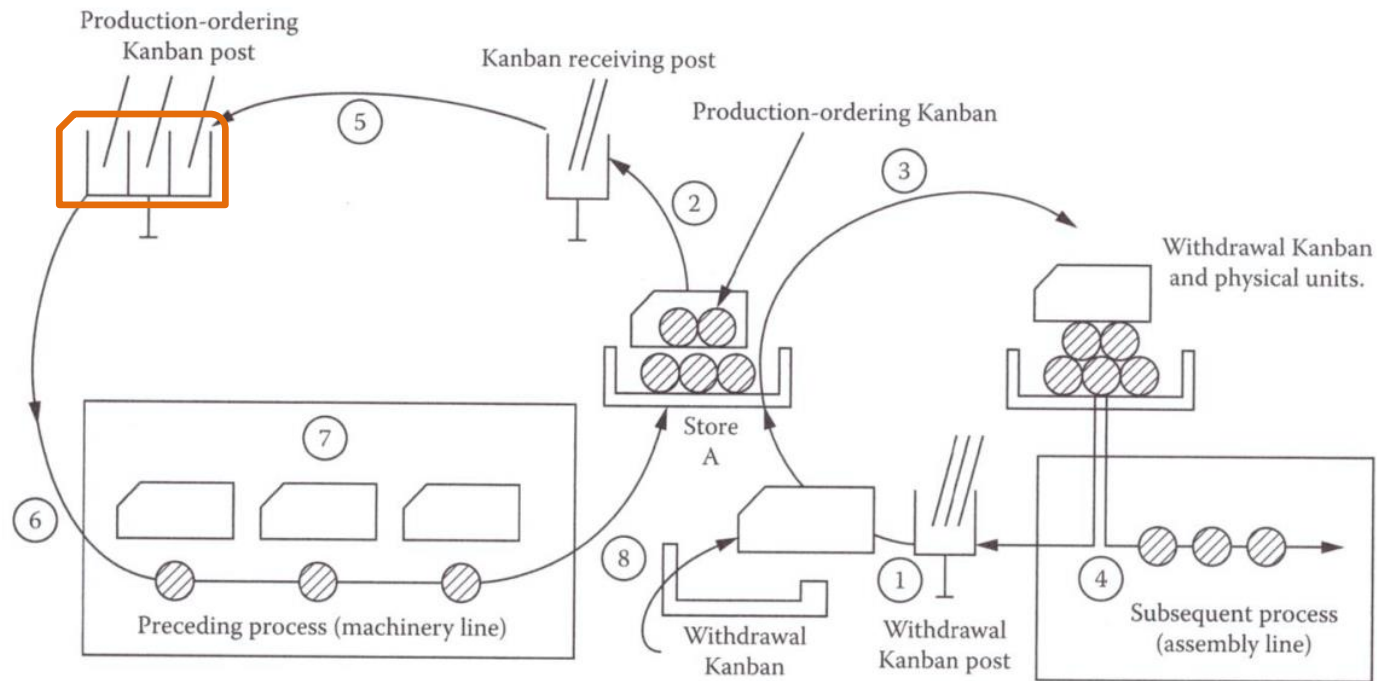 Production-ordering
Kanban post
Kanban receiving post
Production-ordering Kanban
5
3
2
Withdrawal Kanban
and physical units.
Store
A
7
6
8
1
4
Preceding process (machinery line)
Withdrawal
Kanban
Withdrawal
Kanban post
Subsequent process
(assembly line)